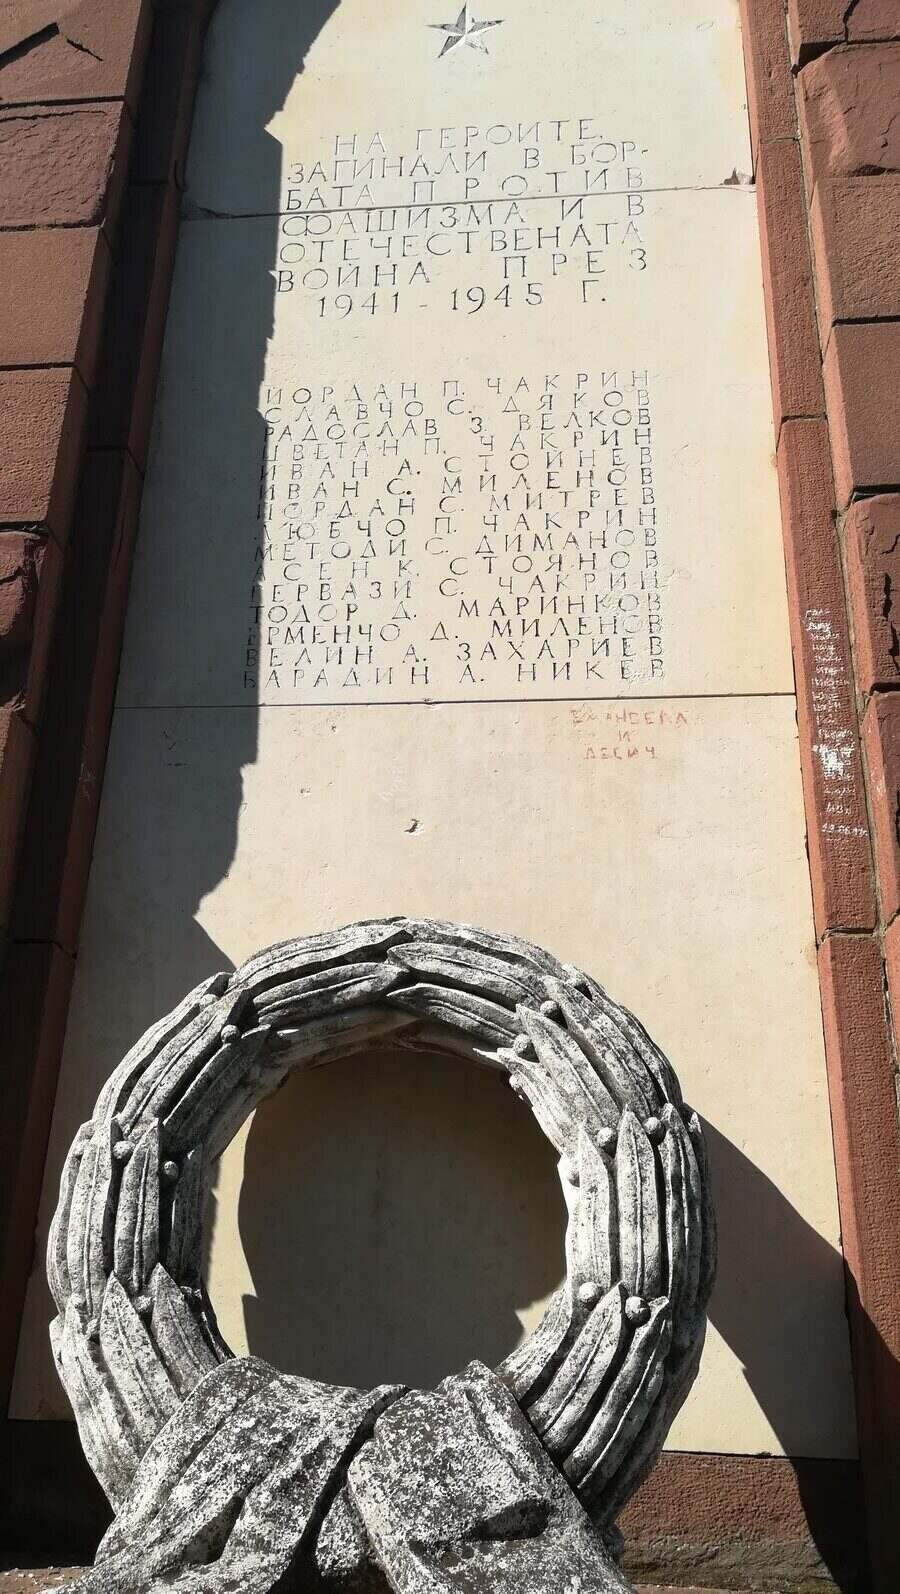 НА ГЕРОИТЕ,
ЗАГИНАЛИ В БОР-
БАТА ПРОТИВ
ФАШИЗМА И В
ОТЕЧЕСТВЕНАТА
ВОЙНА ПРЕЗ
1941 - 1945 Г.
ЙОРДАН П. ЧАКРИН
СЛАВЧО С. ДЯКОВ
РАДОСЛАВ З. ВЕЛКОВ
ЦВЕТАН П. ЧАКРИН
ИВАН А. СТОЙНЕВ
ИВАН С. МИЛЕНОВ
ЙОРДАН С. МИТРЕВ
ЛЮБЧО П. ЧАКРИН
МЕТОДИ С. ДИМАНОВ
АСЕН К. СТОЯНОВ
ГЕРВАЗИ С. ЧАКРИН
ТОДОР Д. МАРИНКОВ
ЕРМЕНЧО Д. МИЛЕНОВ
ВЕЛИН А. ЗАХАРИЕВ
БАРАДИН А. НИКЕВ
И